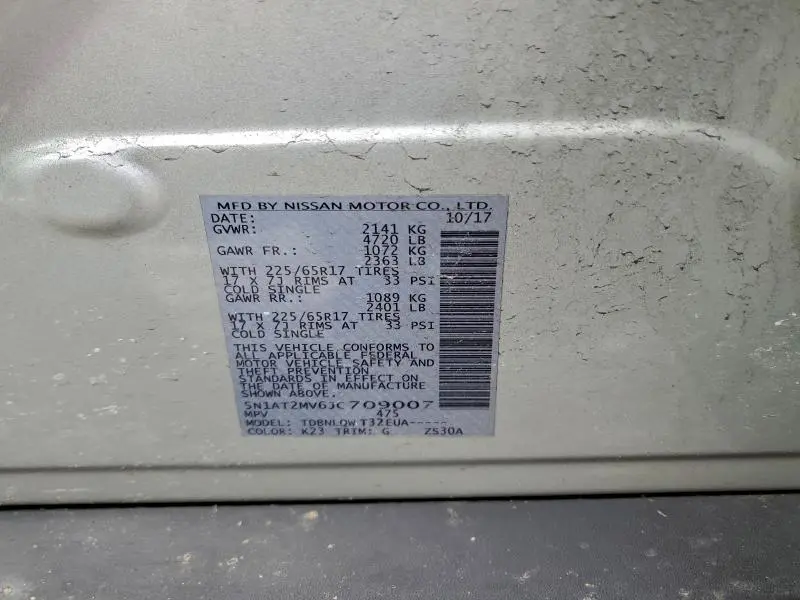 MFD BY NISSAN MOTOR CO., LTD.
DATE: 10/17
GVWR: 2141 KG
4720 LB
GAWR FR.: 1072 KG
2363 LB
WITH 225/65R17 TIRES
17 X 7J RIMS AT 33 PSI
COLD SINGLE
GAWR RR.: 1089 KG
2401 LB
WITH 225/65R17 TIRES
17 X 7J RIMS AT 33 PSI
COLD SINGLE
THIS VEHICLE CONFORMS TO
ALL APPLICABLE FEDERAL
MOTOR VEHICLE SAFETY AND
THEFT PREVENTION
STANDARDS IN EFFECT ON
THE DATE OF MANUFACTURE
SHOWN ABOVE.
5N1AT2MV6JC709007
MPV 475
MODEL: TDBNLQW T32EUA-----
COLOR: K23 TRIM: G ZS30A